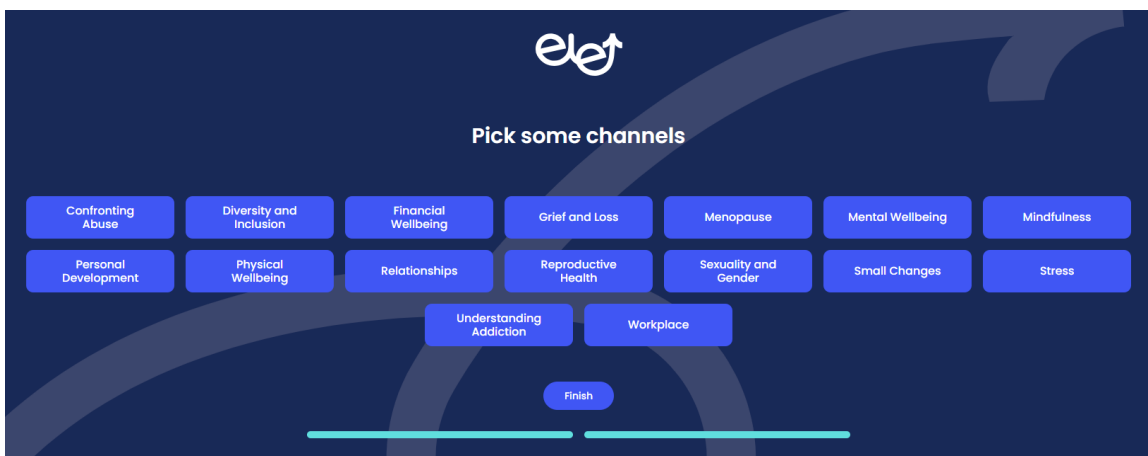 elet
Pick some channels
Confronting
Abuse
Diversity and
Inclusion
Financial
Wellbeing
Grief and Loss
Menopause
Mental Wellbeing
Mindfulness
Personal
Development
Physical
Wellbeing
Relationships
Reproductive
Health
Sexuality and
Gender
Small Changes
Stress
Understanding
Addiction
Workplace
Finish